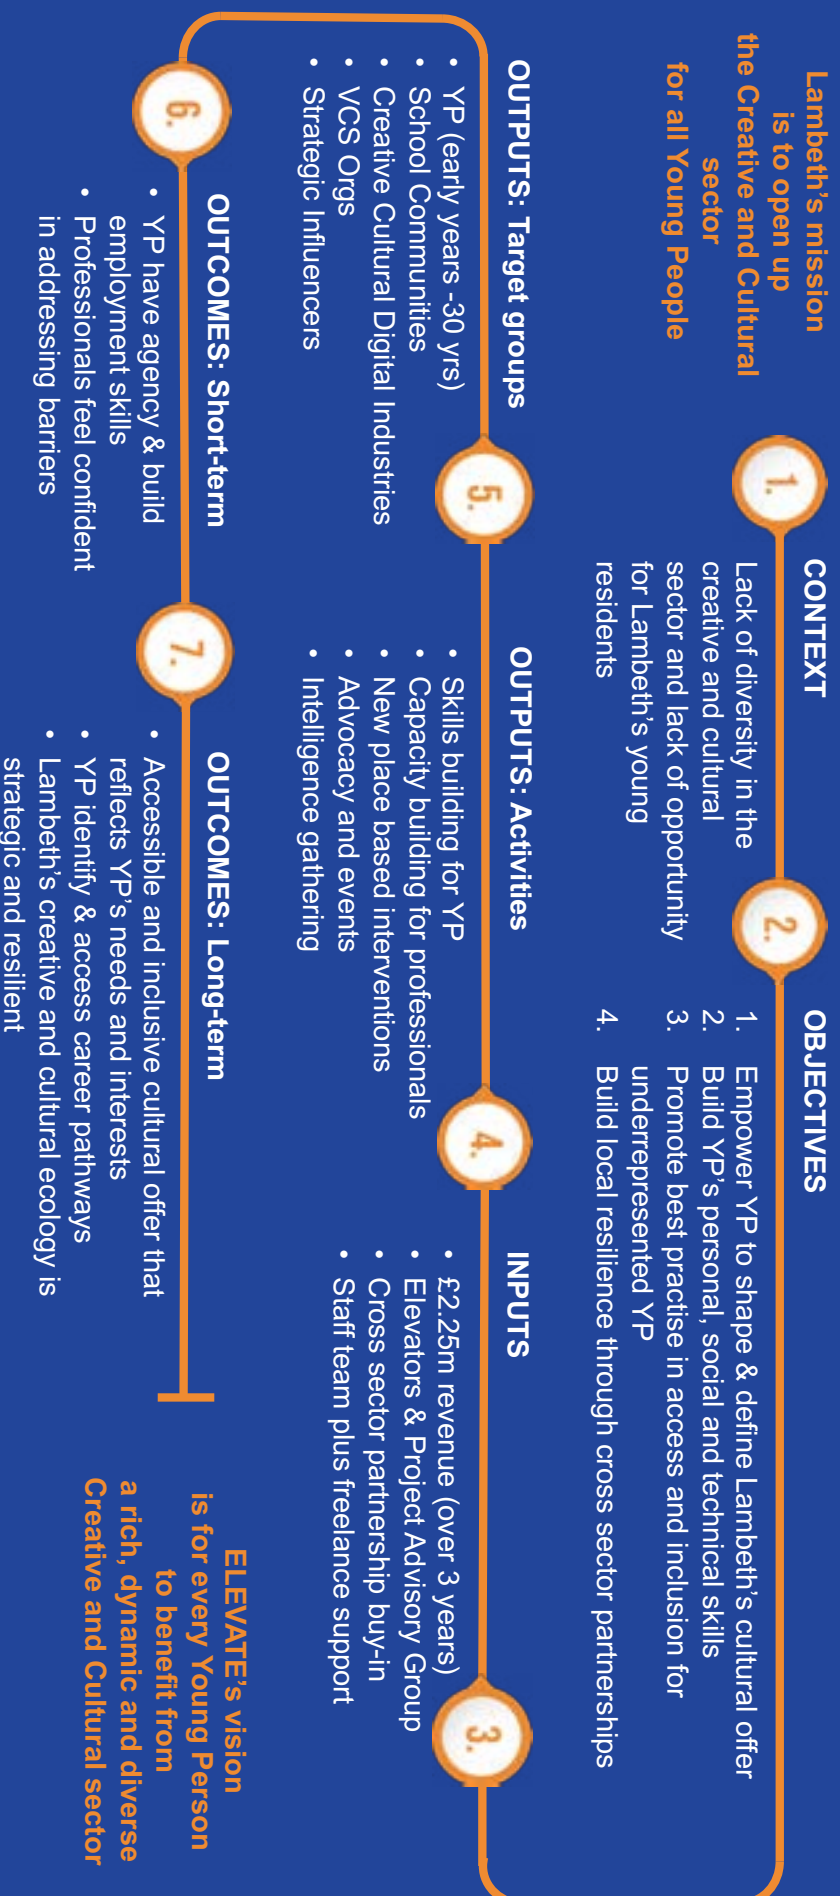 Lambeth's mission
is to open up
the Creative and Cultural
sector
for all Young People
1.
CONTEXT
Lack of diversity in the
creative and cultural
sector and lack of opportunity
for Lambeth's young
residents
2.
OBJECTIVES
1. Empower YP to shape & define Lambeth's cultural offer
2. Build YP's personal, social and technical skills
3. Promote best practise in access and inclusion for
underrepresented YP
4. Build local resilience through cross sector partnerships
3.
INPUTS
• £2.25m revenue (over 3 years)
• Elevators & Project Advisory Group
• Cross sector partnership buy-in
• Staff team plus freelance support
4.
OUTPUTS: Activities
• Skills building for YP
• Capacity building for professionals
• New place based interventions
• Advocacy and events
• Intelligence gathering
5.
OUTPUTS: Target groups
• YP (early years -30 yrs)
• School Communities
• Creative Cultural Digital Industries
• VCS Orgs
• Strategic Influencers
6.
OUTCOMES: Short-term
• YP have agency & build
employment skills
• Professionals feel confident
in addressing barriers
7.
OUTCOMES: Long-term
• Accessible and inclusive cultural offer that
reflects YP's needs and interests
• YP identify & access career pathways
• Lambeth's creative and cultural ecology is
strategic and resilient
ELEVATE's vision
is for every Young Person
to benefit from
a rich, dynamic and diverse
Creative and Cultural sector